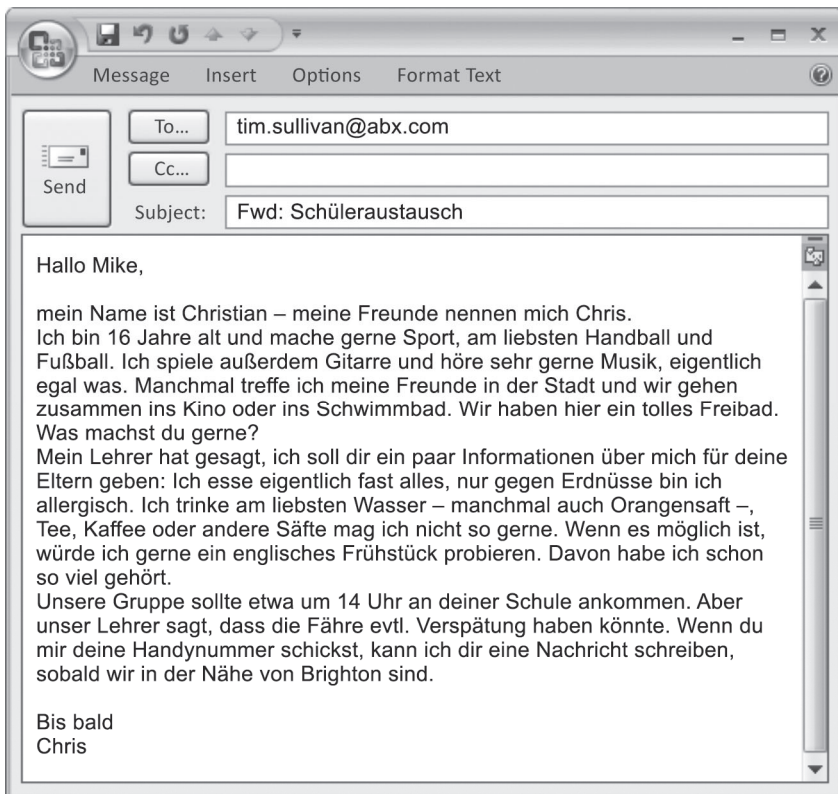 Message Insert Options Format Text
To... tim.sullivan@abx.com
Cc...
Send
Subject: Fwd: Schüleraustausch
Hallo Mike,
mein Name ist Christian – meine Freunde nennen mich Chris.
Ich bin 16 Jahre alt und mache gerne Sport, am liebsten Handball und
Fußball. Ich spiele außerdem Gitarre und höre sehr gerne Musik, eigentlich
egal was. Manchmal treffe ich meine Freunde in der Stadt und wir gehen
zusammen ins Kino oder ins Schwimmbad. Wir haben hier ein tolles Freibad.
Was machst du gerne?
Mein Lehrer hat gesagt, ich soll dir ein paar Informationen über mich für deine
Eltern geben: Ich esse eigentlich fast alles, nur gegen Erdnüsse bin ich
allergisch. Ich trinke am liebsten Wasser – manchmal auch Orangensaft –,
Tee, Kaffee oder andere Säfte mag ich nicht so gerne. Wenn es möglich ist,
würde ich gerne ein englisches Frühstück probieren. Davon habe ich schon
so viel gehört.
Unsere Gruppe sollte etwa um 14 Uhr an deiner Schule ankommen. Aber
unser Lehrer sagt, dass die Fähre evtl. Verspätung haben könnte. Wenn du
mir deine Handynummer schickst, kann ich dir eine Nachricht schreiben,
sobald wir in der Nähe von Brighton sind.
Bis bald
Chris